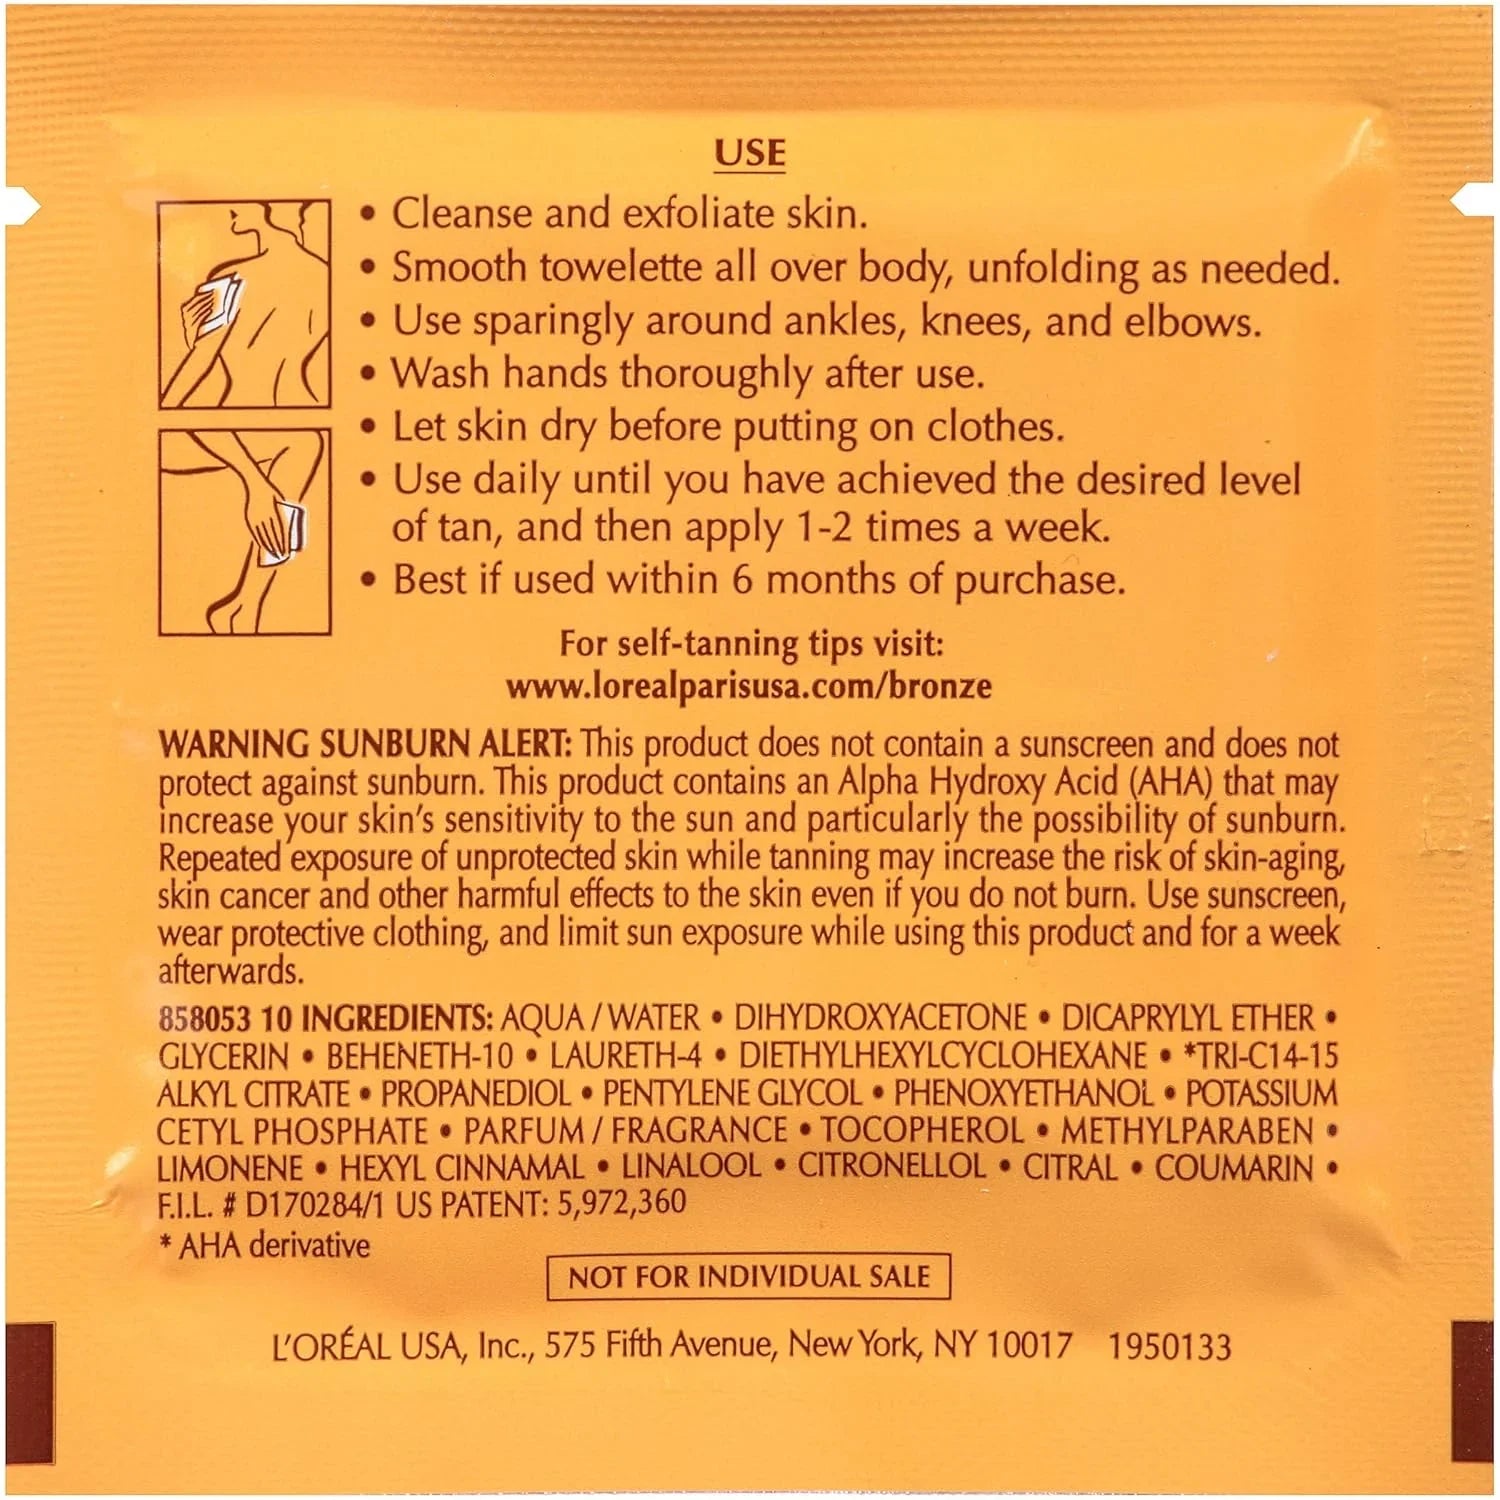 USE
• Cleanse and exfoliate skin.
• Smooth towelette all over body, unfolding as needed.
• Use sparingly around ankles, knees, and elbows.
• Wash hands thoroughly after use.
• Let skin dry before putting on clothes.
• Use daily until you have achieved the desired level
of tan, and then apply 1-2 times a week.
• Best if used within 6 months of purchase.
For self-tanning tips visit:
www.lorealparisusa.com/bronze
WARNING SUNBURN ALERT: This product does not contain a sunscreen and does not
protect against sunburn. This product contains an Alpha Hydroxy Acid (AHA) that may
increase your skin's sensitivity to the sun and particularly the possibility of sunburn.
Repeated exposure of unprotected skin while tanning may increase the risk of skin-aging,
skin cancer and other harmful effects to the skin even if you do not burn. Use sunscreen,
wear protective clothing, and limit sun exposure while using this product and for a week
afterwards.
858053 10 INGREDIENTS: AQUA / WATER • DIHYDROXYACETONE • DICAPRYLYL ETHER •
GLYCERIN • BEHENETH-10 • LAURETH-4 • DIETHYLHEXYLCYCLOHEXANE • *TRI-C14-15
ALKYL CITRATE • PROPANEDIOL • PENTYLENE GLYCOL • PHENOXYETHANOL • POTASSIUM
CETYL PHOSPHATE • PARFUM / FRAGRANCE • TOCOPHEROL • METHYLPARABEN •
LIMONENE • HEXYL CINNAMAL • LINALOOL • CITRONELLOL • CITRAL • COUMARIN •
F.I.L. # D170284/1 US PATENT: 5,972,360
* AHA derivative
NOT FOR INDIVIDUAL SALE
L'ORÉAL USA, Inc., 575 Fifth Avenue, New York, NY 10017 1950133